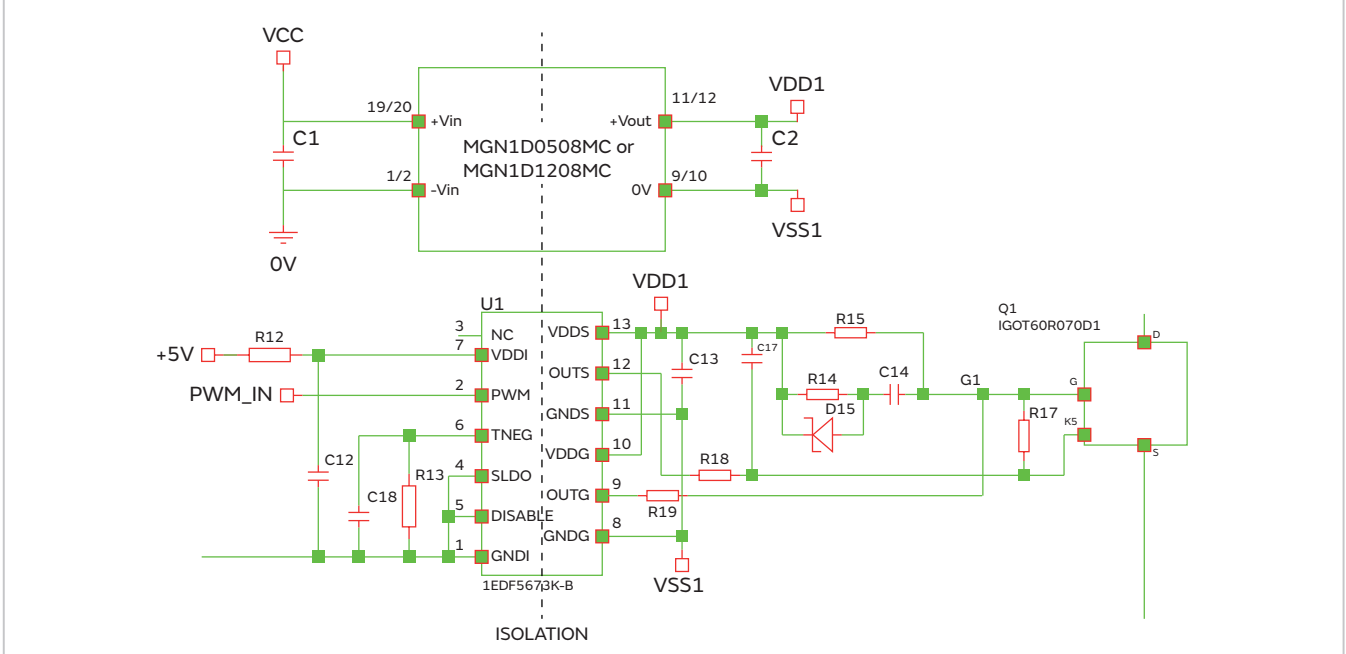 VCC
VDD1
19/20
+Vin
+Vout
11/12
C1
MGN1D0508MC or
MGN1D1208MC
C2
1/2
-Vin
0V
9/10
VSS1
0V
VDD1
U1
Q1
IGOT60R070D1
3
NC
VDDS
13
R15
D
R12
+5V
7
VDDI
C13
C17
OUTS
12
R14
C14
G1
G
PWM_IN
2
PWM
D15
GNDS
11
R17
K5
6
TNEG
VDDG
10
S
C12
R13
4
SLDO
R18
C18
OUTG
9
R19
5
DISABLE
GNDG
8
1
GNDI
1EDF5673K-B
VSS1
ISOLATION